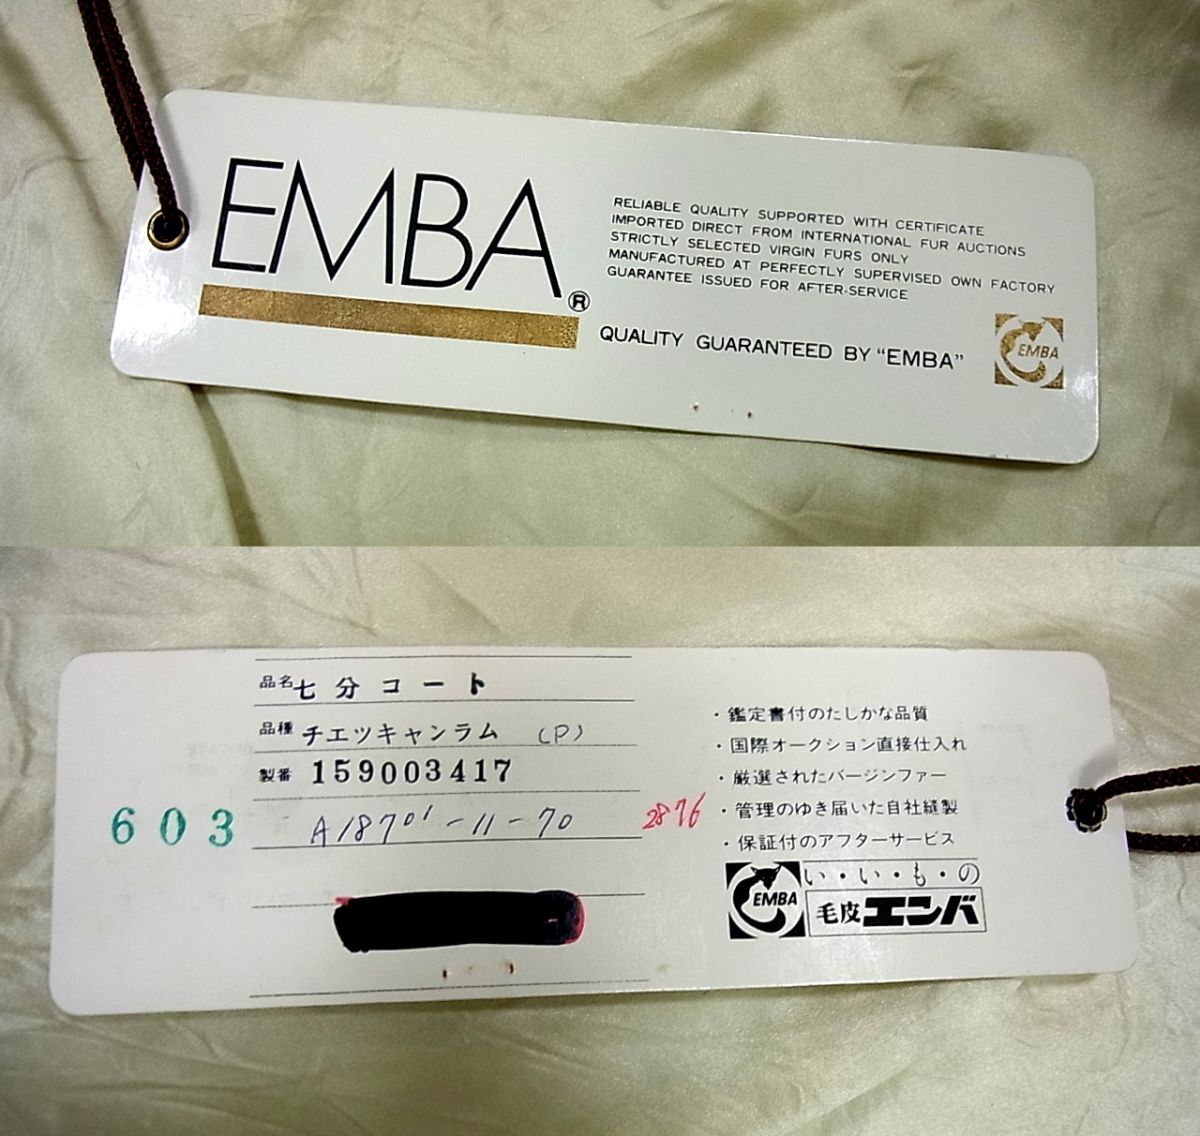 EMBA®
RELIABLE QUALITY SUPPORTED WITH CERTIFICATE
IMPORTED DIRECT FROM INTERNATIONAL FUR AUCTIONS
STRICTLY SELECTED VIRGIN FURS ONLY
MANUFACTURED AT PERFECTLY SUPERVISED OWN FACTORY
GUARANTEE ISSUED FOR AFTER-SERVICE
QUALITY GUARANTEED BY “EMBA”
EMBA
品名 七分コート
品種 チエツキャンラム (P)
製番 159003417
603
A1870' -11-70
2876
・鑑定書付のたしかな品質
・国際オークション直接仕入れ
・厳選されたバージンファー
・管理のゆき届いた自社縫製
・保証付のアフターサービス
EMBA
い・い・も・の
毛皮エンバ